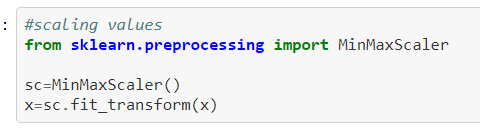 :
#scaling values
from sklearn.preprocessing import MinMaxScaler
sc=MinMaxScaler()
x=sc.fit_transform(x)